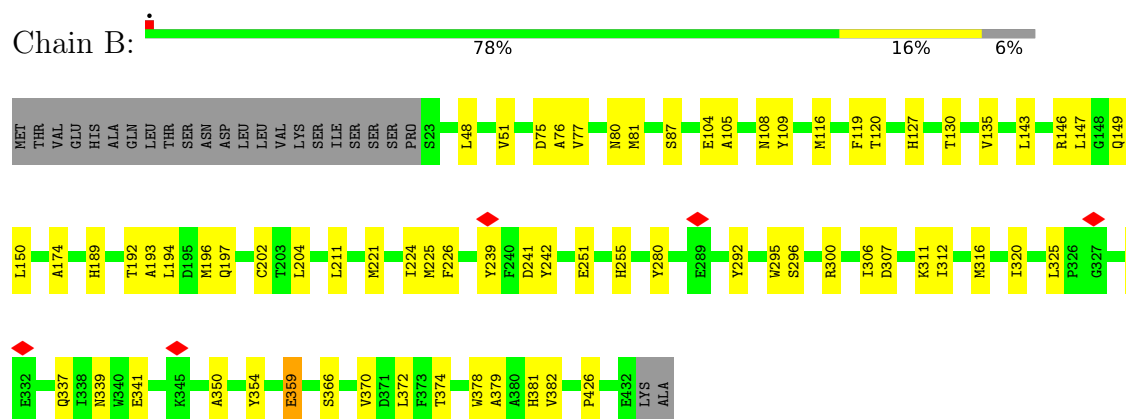 Chain B:
78% 16% 6%
MET THR VAL GLU HIS ALA GLN LEU THR SER ASN ASP LEU LEU VAL LYS SER ILE SER SER SER PRO S23 L48 V51 D75 A76 V77 N80 M81 S87 E104 A105 N108 Y109 M116 F119 T120 H127 T130 V135 L143 R146 L147 G148 Q149
L150 A174 H189 T192 A193 L194 D195 M196 Q197 C202 T203 L204 L211 M221 I224 M225 F226 Y239 F240 D241 Y242 E251 H255 Y280 E289 Y292 W295 S296 R300 I306 D307 K311 I312 M316 I320 L325 P326 G327
E332 Q337 I338 N339 W340 E341 K345 A350 Y354 E359 S366 V370 D371 L372 F373 T374 W378 A379 A380 H381 V382 P426 E432 LYS ALA